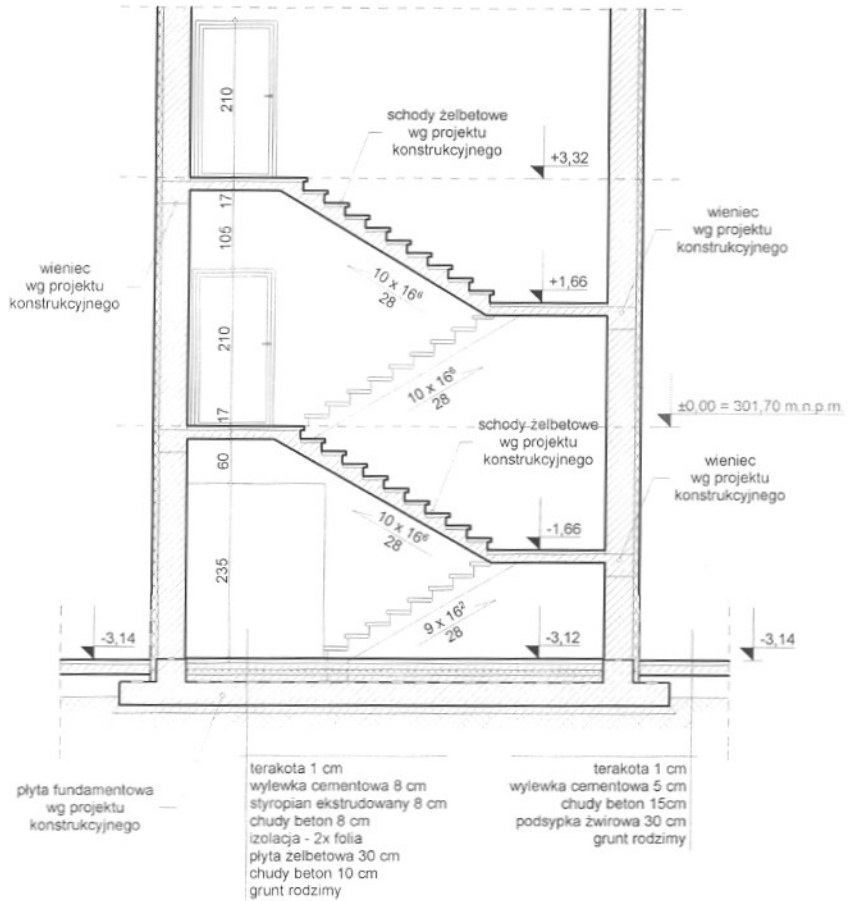 210
schody żelbetowe
wg projektu
konstrukcyjnego
+3,32
17
105
wieniec
wg projektu
konstrukcyjnego
wieniec
wg projektu
konstrukcyjnego
+1,66
10 x 16⁶
28
210
10 x 16⁶
28
±0,00 = 301,70 m.n.p.m.
17
schody żelbetowe
wg projektu
konstrukcyjnego
60
wieniec
wg projektu
konstrukcyjnego
10 x 16⁶
28
-1,66
235
9 x 16²
28
-3,14
-3,12
-3,14
płyta fundamentowa
wg projektu
konstrukcyjnego
terakota 1 cm
wylewka cementowa 8 cm
styropian ekstrudowany 8 cm
chudy beton 8 cm
izolacja - 2x folia
płyta żelbetowa 30 cm
chudy beton 10 cm
grunt rodzimy
terakota 1 cm
wylewka cementowa 5 cm
chudy beton 15cm
podsypka żwirowa 30 cm
grunt rodzimy